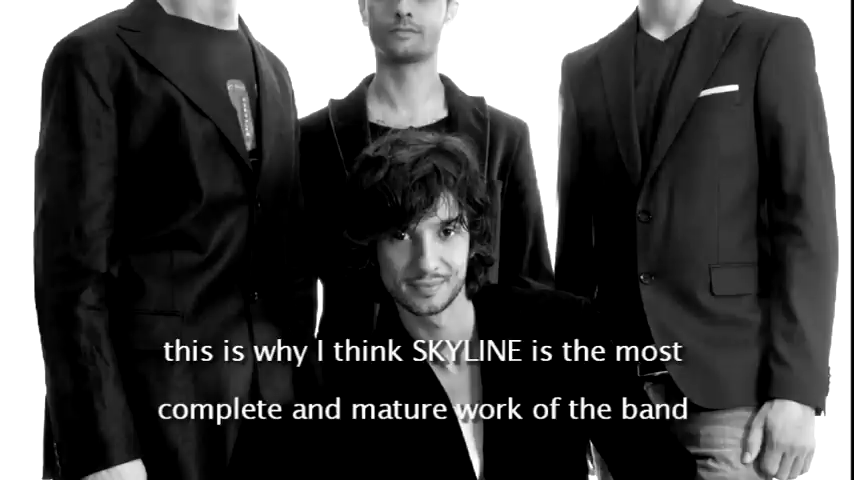 this is why I think SKYLINE is the most
complete and mature work of the band